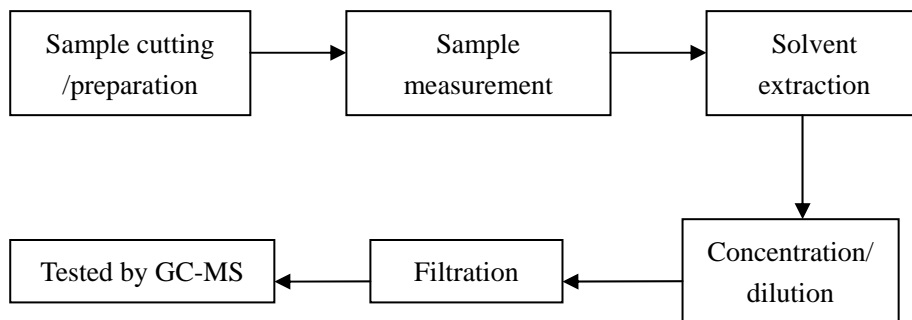 Sample cutting
/preparation
Sample
measurement
Solvent
extraction
Concentration/
dilution
Filtration
Tested by GC-MS